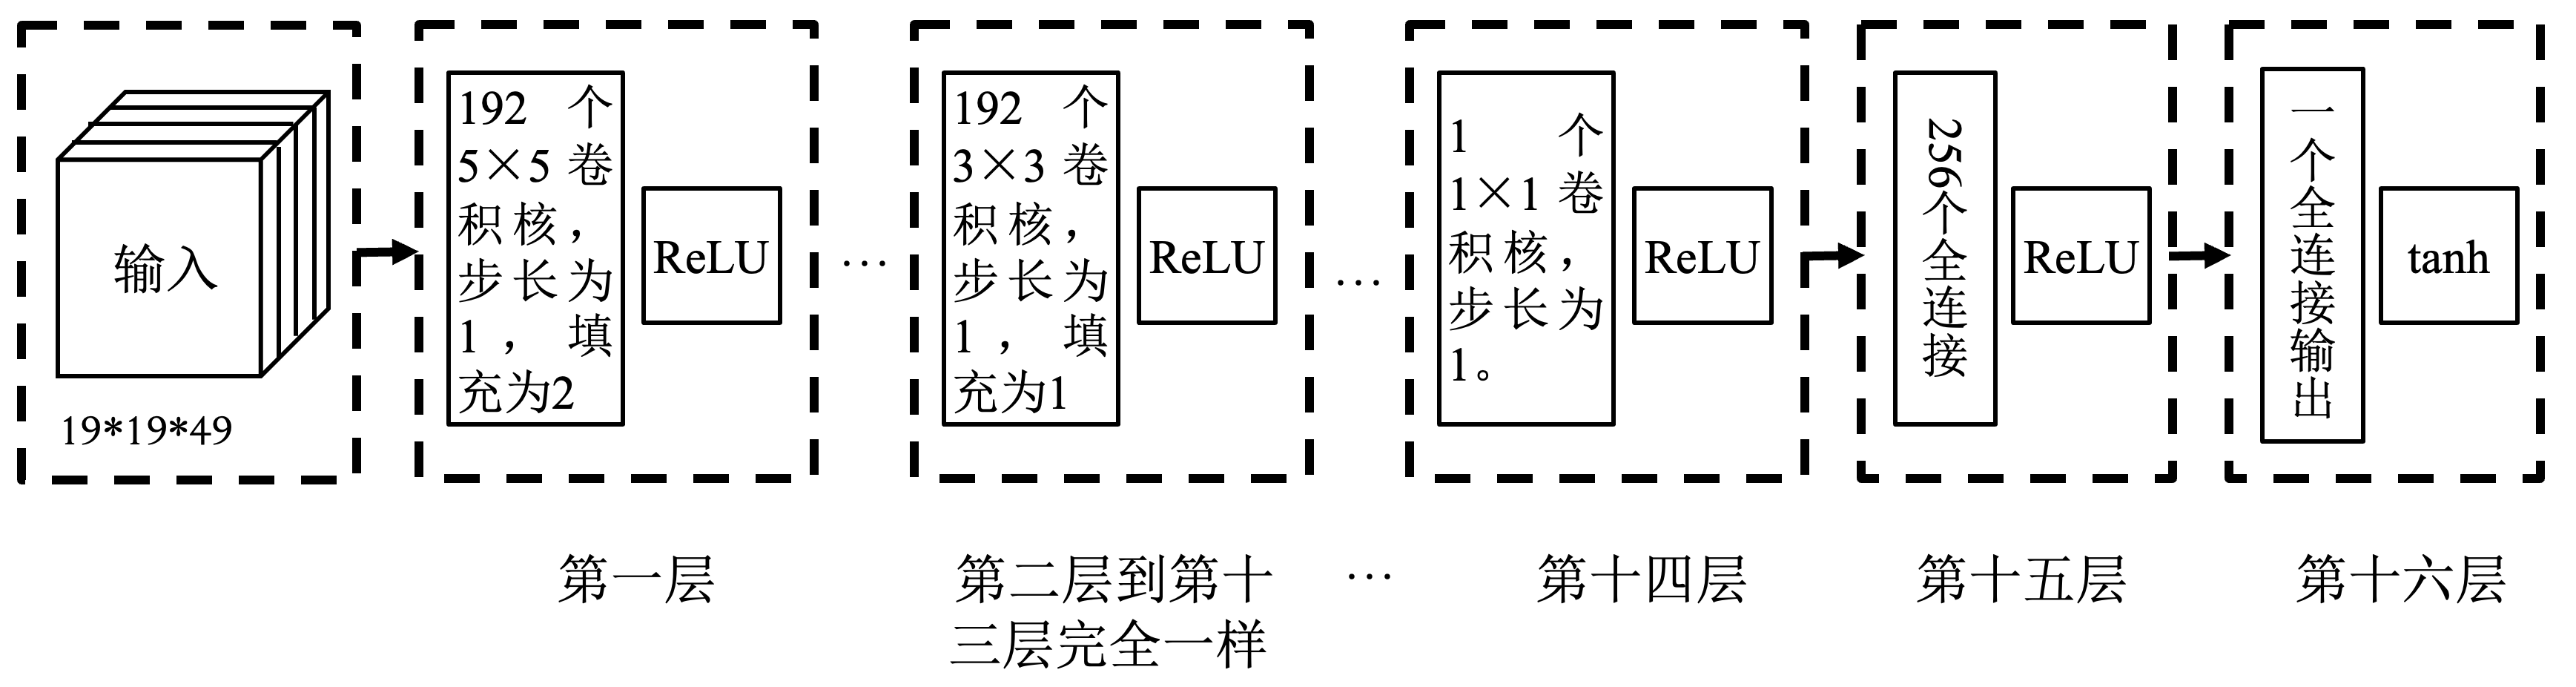 输入
19*19*49
192 个
5×5 卷
积核，
步长为
1，填
充为2
ReLU
…
192 个
3×3 卷
积核，
步长为
1，填
充为1
ReLU
…
1 个
1×1 卷
积核，
步长为
1。
ReLU
256个全连接
ReLU
一个全连接输出
tanh
第一层
第二层到第十
三层完全一样
…
第十四层
第十五层
第十六层